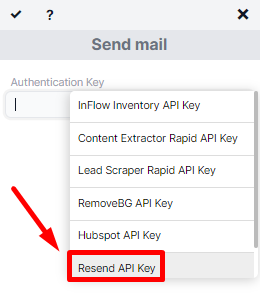 ?
Send mail
Authentication Key
InFlow Inventory API Key
Content Extractor Rapid API Key
Lead Scraper Rapid API Key
RemoveBG API Key
Hubspot API Key
Resend API Key